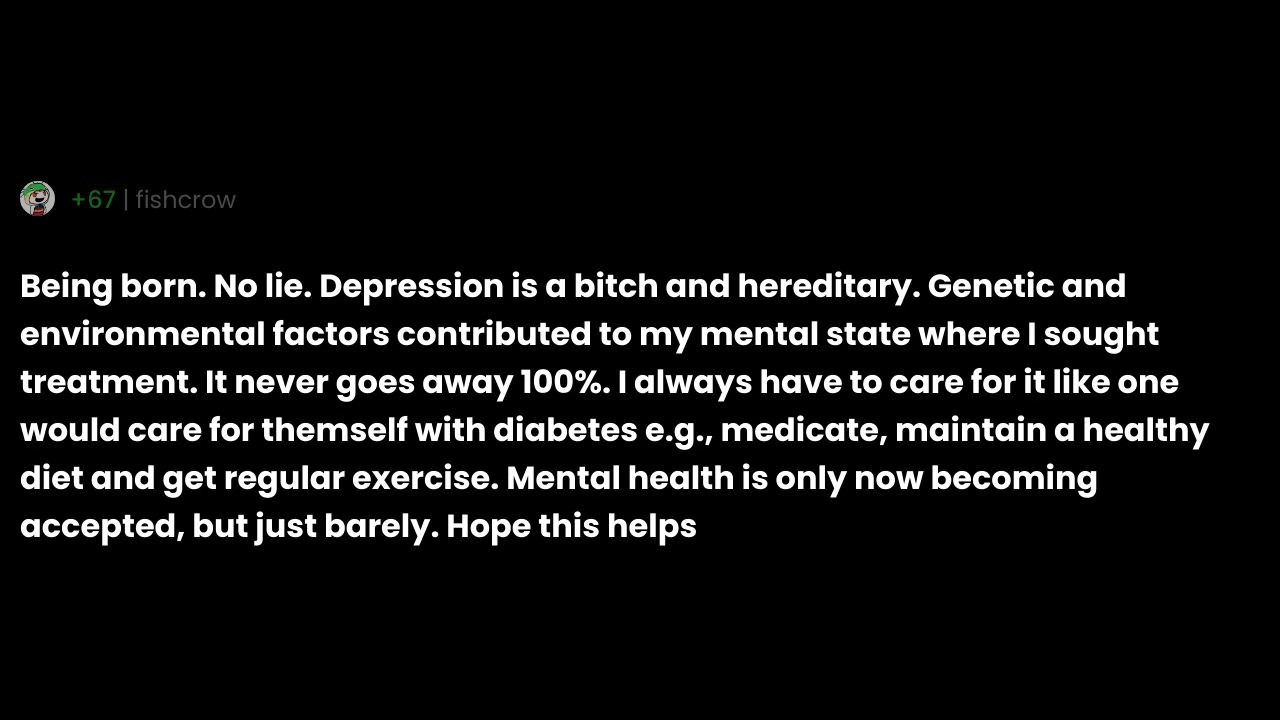 +67 | fishcrow
Being born. No lie. Depression is a bitch and hereditary. Genetic and
environmental factors contributed to my mental state where I sought
treatment. It never goes away 100%. I always have to care for it like one
would care for themself with diabetes e.g., medicate, maintain a healthy
diet and get regular exercise. Mental health is only now becoming
accepted, but just barely. Hope this helps